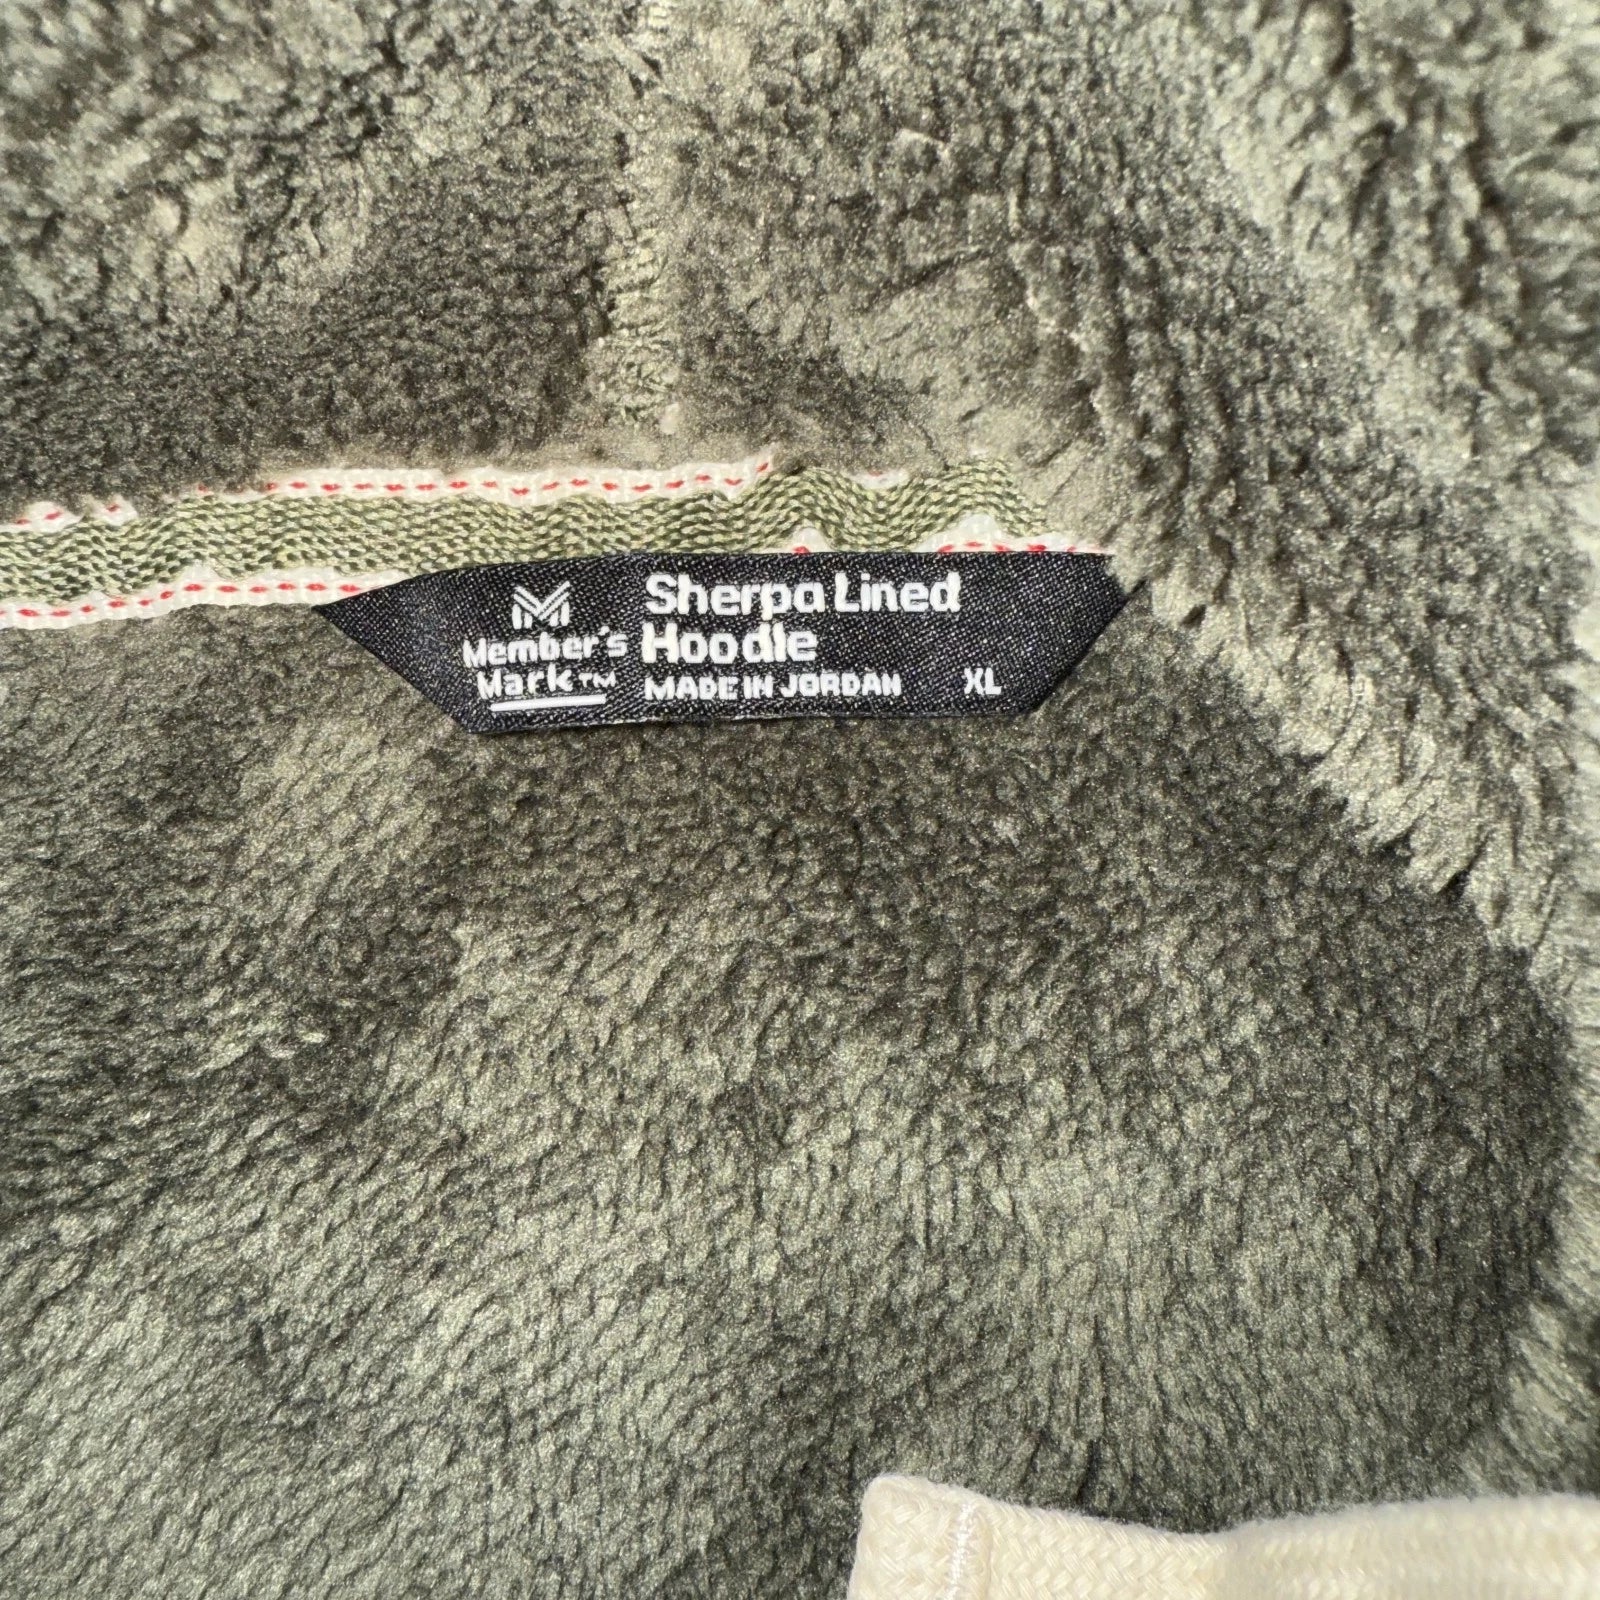 Member's
Mark™
Sherpa Lined
Hoodie
MADE IN JORDAN XL